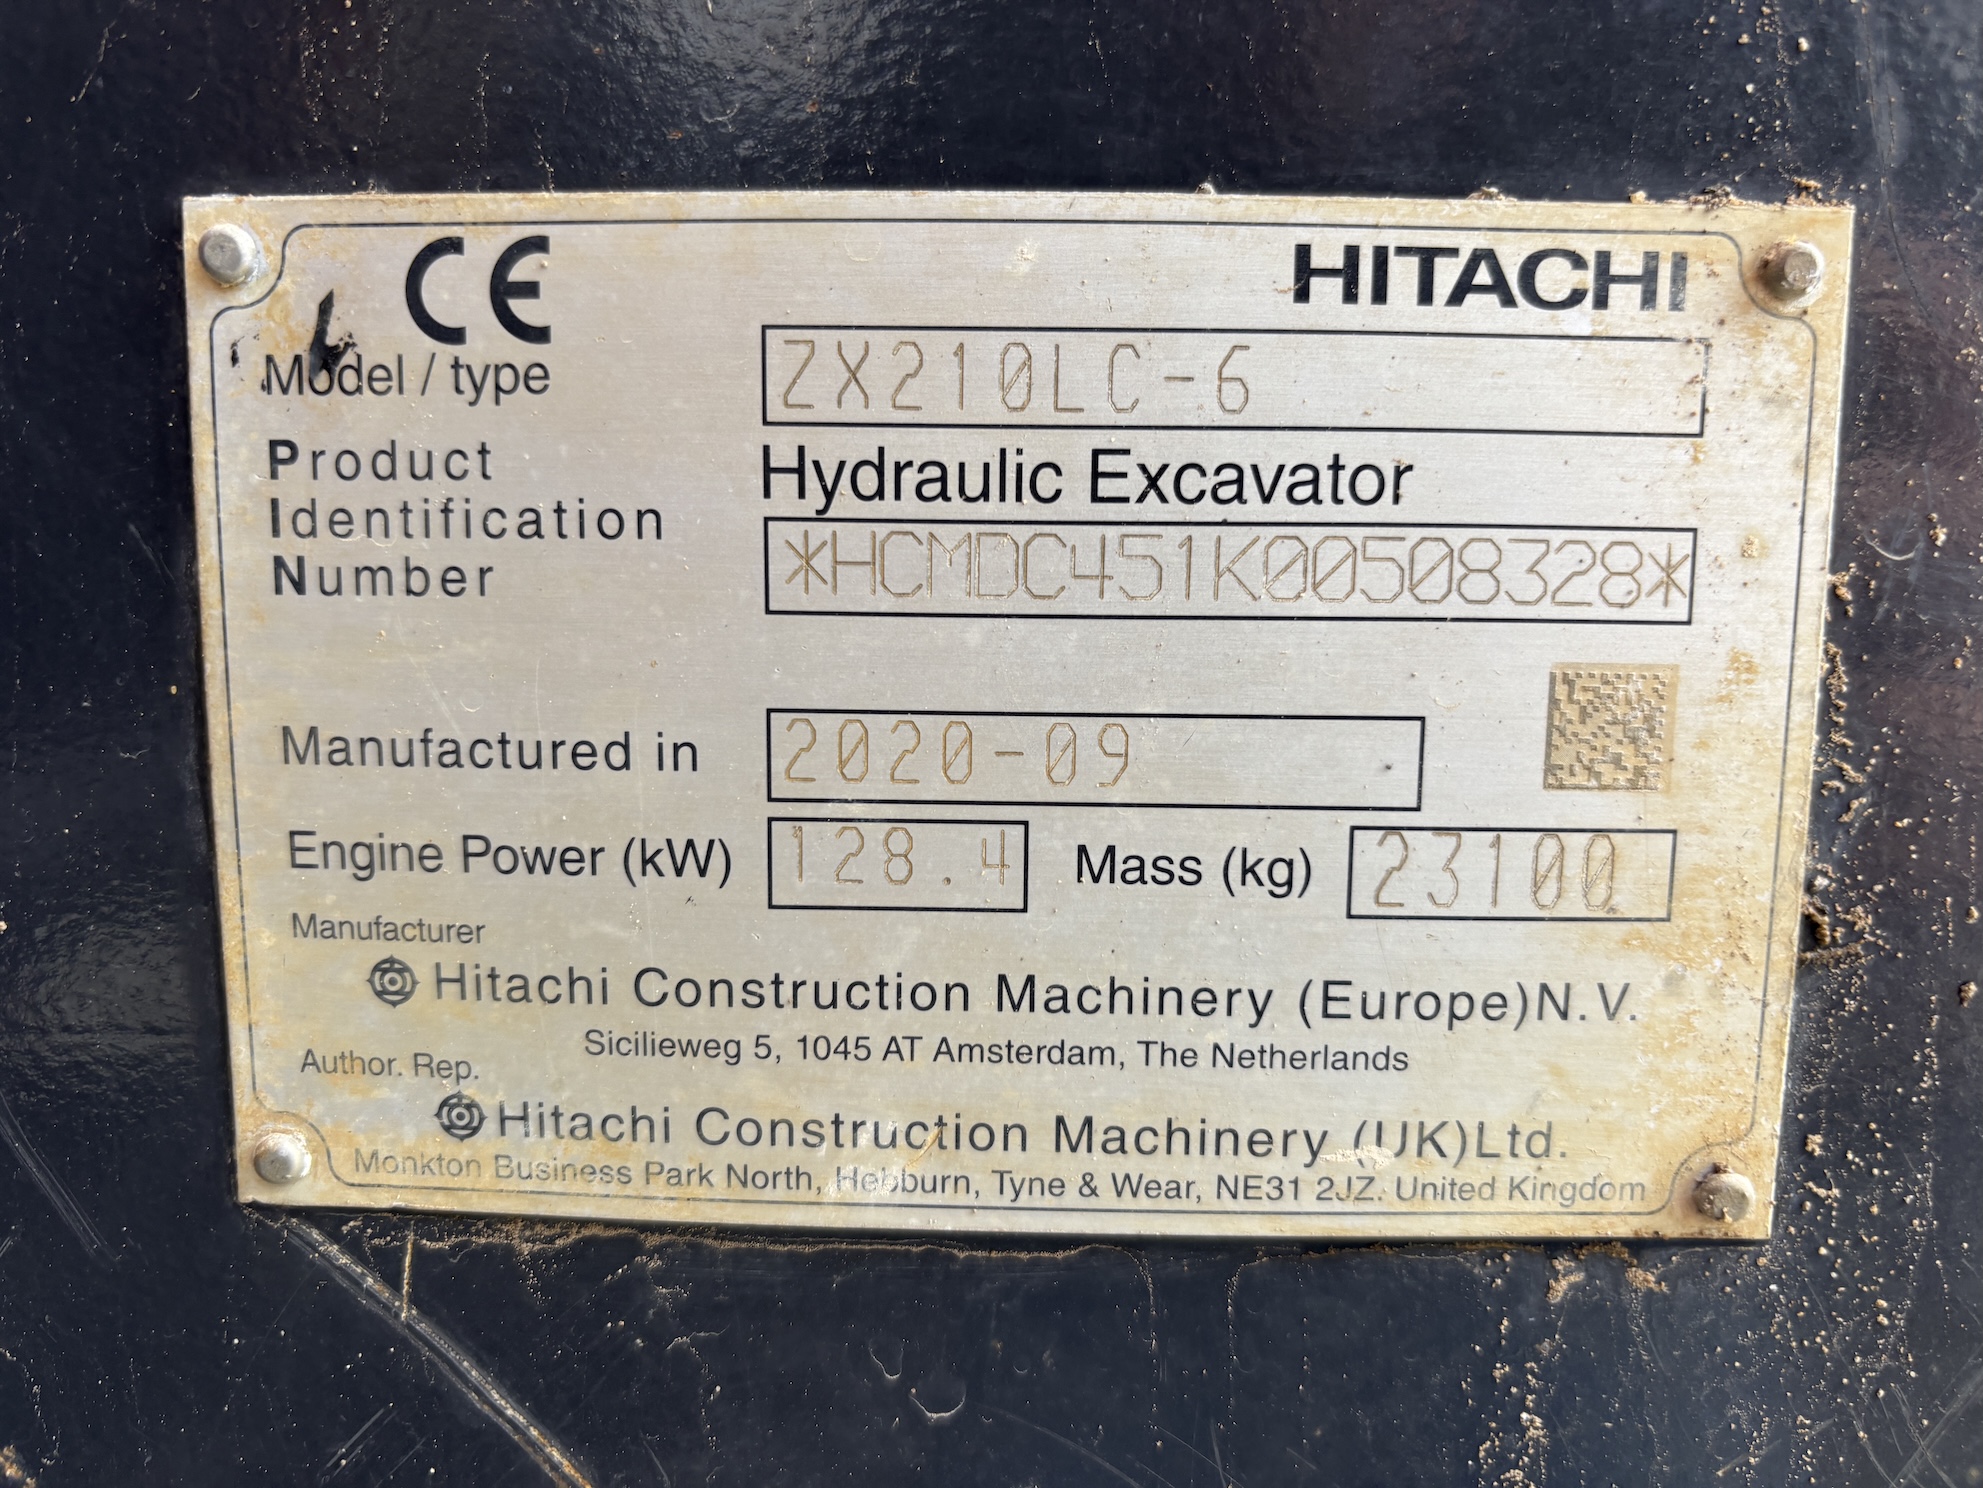 CE
HITACHI
Model / type ZX210LC-6
Product Hydraulic Excavator
Identification
Number *HCMDC451K00508328*
Manufactured in 2020-09
Engine Power (kW) 128.4 Mass (kg) 23100
Manufacturer
Hitachi Construction Machinery (Europe)N.V.
Sicilieweg 5, 1045 AT Amsterdam, The Netherlands
Author. Rep.
Hitachi Construction Machinery (UK)Ltd.
Monkton Business Park North, Hebburn, Tyne & Wear, NE31 2JZ. United Kingdom